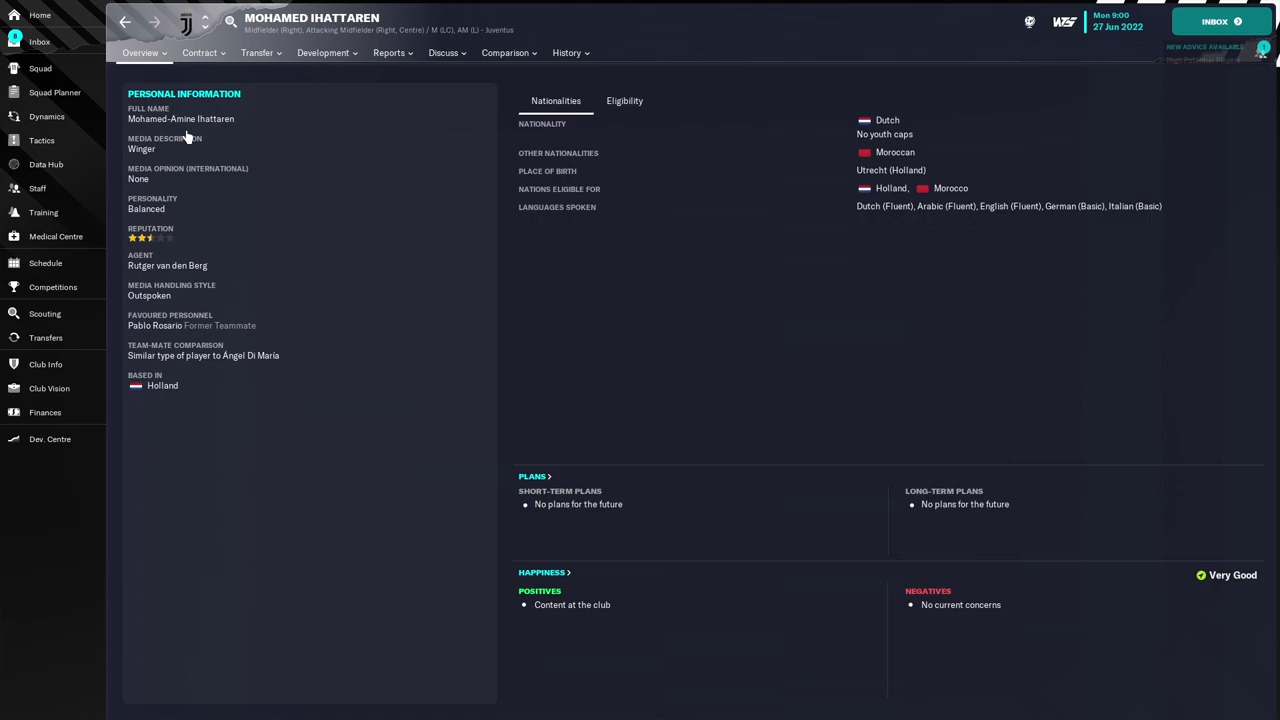 Home
8
Inbox
Squad
Squad Planner
Dynamics
Tactics
Data Hub
Staff
Training
Medical Centre
Schedule
Competitions
Scouting
Transfers
Club Info
Club Vision
Finances
Dev. Centre
MOHAMED IHATTAREN
Midfielder (Right), Attacking Midfielder (Right, Centre) / M (LC), AM (L) - Juventus
Mon 9:00
27 Jun 2022
INBOX
NEW ADVICE AVAILABLE
1
High Potential Players
Overview
Contract
Transfer
Development
Reports
Discuss
Comparison
History
PERSONAL INFORMATION
FULL NAME
Mohamed-Amine Ihattaren
MEDIA DESCRIPTION
Winger
MEDIA OPINION (INTERNATIONAL)
None
PERSONALITY
Balanced
REPUTATION
AGENT
Rutger van den Berg
MEDIA HANDLING STYLE
Outspoken
FAVOURED PERSONNEL
Pablo Rosario Former Teammate
TEAM-MATE COMPARISON
Similar type of player to Ángel Di María
BASED IN
Holland
Nationalities
Eligibility
NATIONALITY
Dutch
No youth caps
OTHER NATIONALITIES
Moroccan
PLACE OF BIRTH
Utrecht (Holland)
NATIONS ELIGIBLE FOR
Holland, Morocco
LANGUAGES SPOKEN
Dutch (Fluent), Arabic (Fluent), English (Fluent), German (Basic), Italian (Basic)
PLANS >
SHORT-TERM PLANS
• No plans for the future
LONG-TERM PLANS
• No plans for the future
HAPPINESS >
Very Good
POSITIVES
• Content at the club
NEGATIVES
• No current concerns